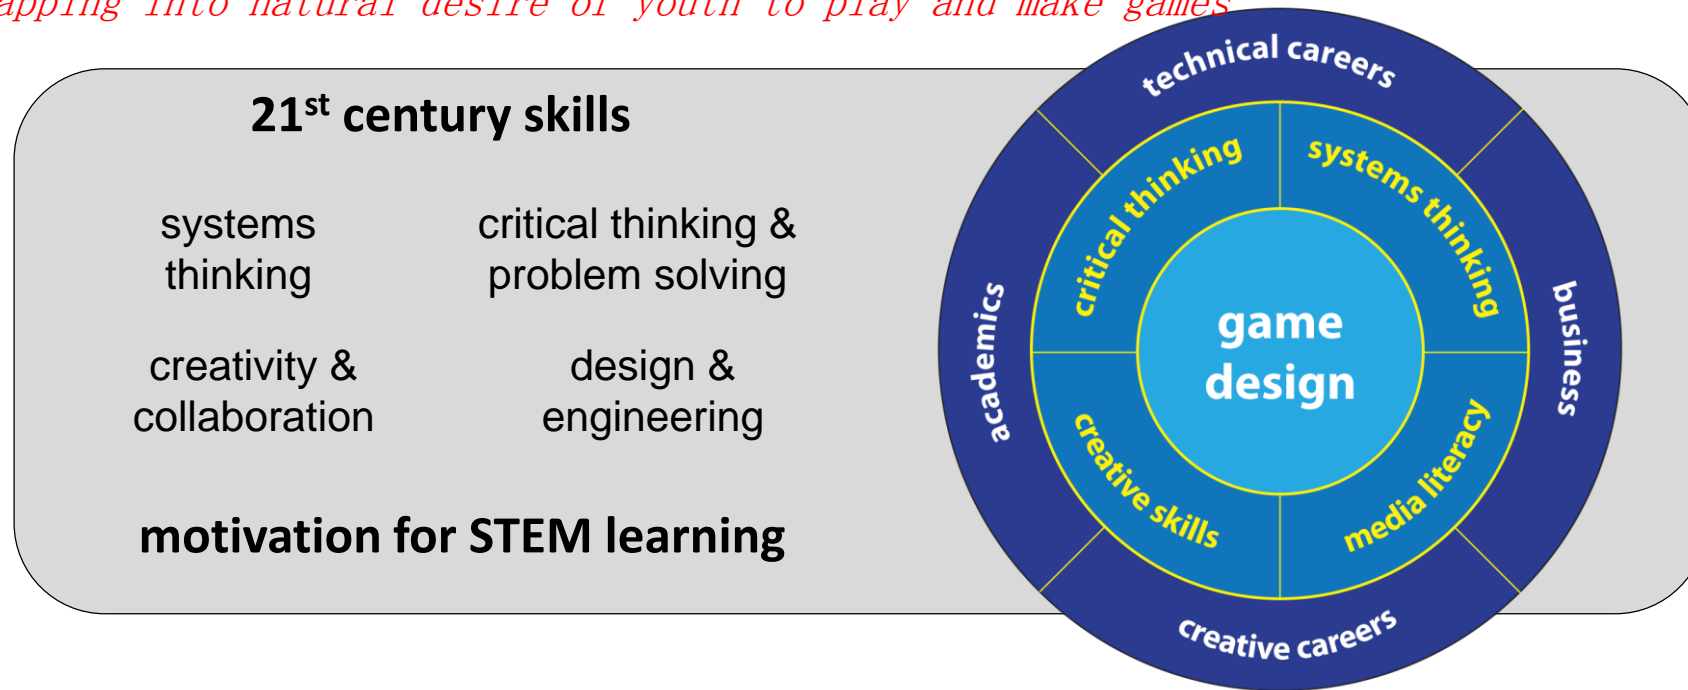 apping into natural desire of youth to play and make games
21st century skills
systems
thinking
critical thinking &
problem solving
creativity &
collaboration
design &
engineering
motivation for STEM learning
technical careers
critical thinking
systems thinking
academics
game
design
business
creative skills
media literacy
creative careers